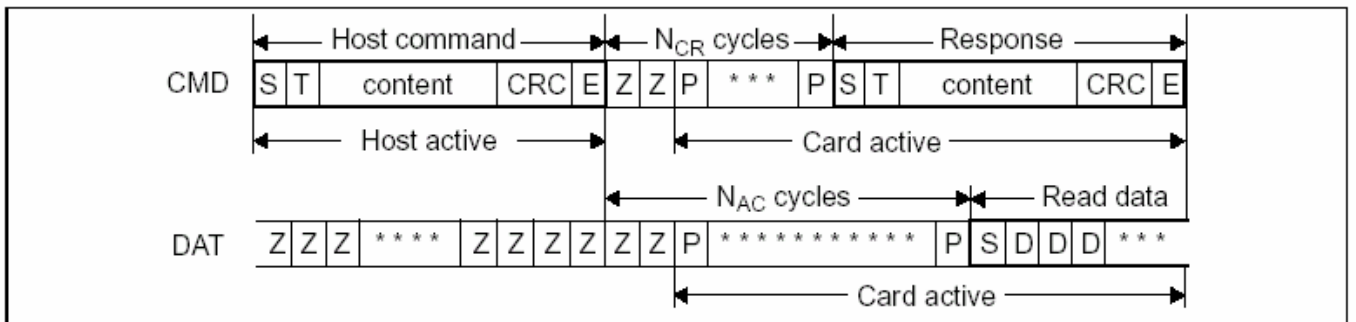 Host command N_CR cycles Response
CMD S T content CRC E Z Z P * * * P S T content CRC E
Host active Card active
N_AC cycles Read data
DAT Z Z Z * * * * Z Z Z Z Z Z P * * * * * * * * * * * P S D D D * * *
Card active